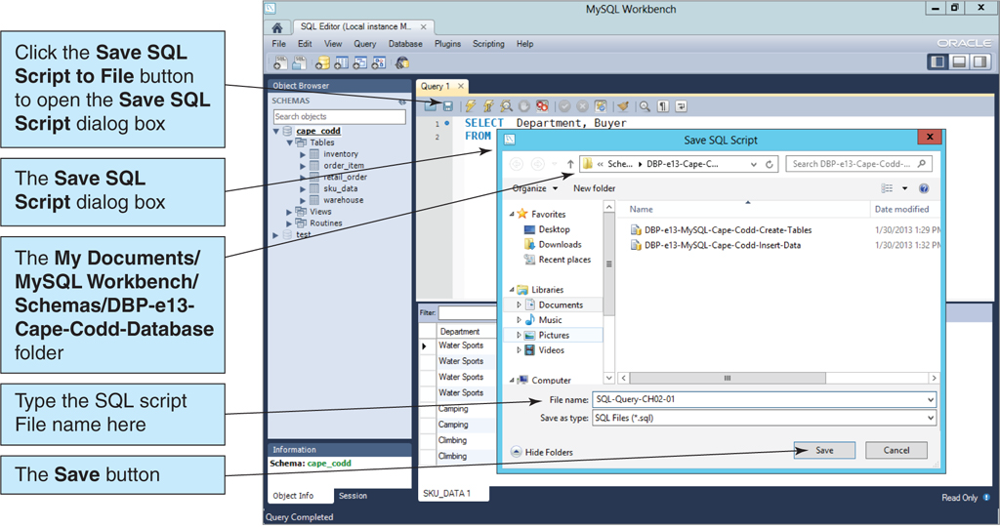 Click the Save SQL
Script to File button
to open the Save SQL
Script dialog box
The Save SQL
Script dialog box
The My Documents/
MySQL Workbench/
Schemas/DBP-e13-
Cape-Codd-Database
folder
Type the SQL script
File name here
The Save button
MySQL Workbench
SQL Editor (Local instance M...
File Edit View Query Database Plugins Scripting Help
ORACLE
Object Browser
SCHEMAS
Search objects
cape_codd
Tables
inventory
order_item
retail_order
sku_data
warehouse
Views
Routines
test
Information
Schema: cape_codd
Object Info Session
Query Completed
Query 1
1 SELECT Department, Buyer
2 FROM
Filter:
Department
Water Sports
Water Sports
Water Sports
Water Sports
Camping
Camping
Climbing
Climbing
SKU_DATA 1
Read Only
Save SQL Script
« Sche... DBP-e13-Cape-C...
Search DBP-e13-Cape-Codd-...
Organize New folder
Favorites
Desktop
Downloads
Recent places
Libraries
Documents
Music
Pictures
Videos
Computer
Name Date modified
DBP-e13-MySQL-Cape-Codd-Create-Tables 1/30/2013 1:29 PM
DBP-e13-MySQL-Cape-Codd-Insert-Data 1/30/2013 1:32 PM
File name: SQL-Query-CH02-01
Save as type: SQL Files (*.sql)
Hide Folders
Save
Cancel